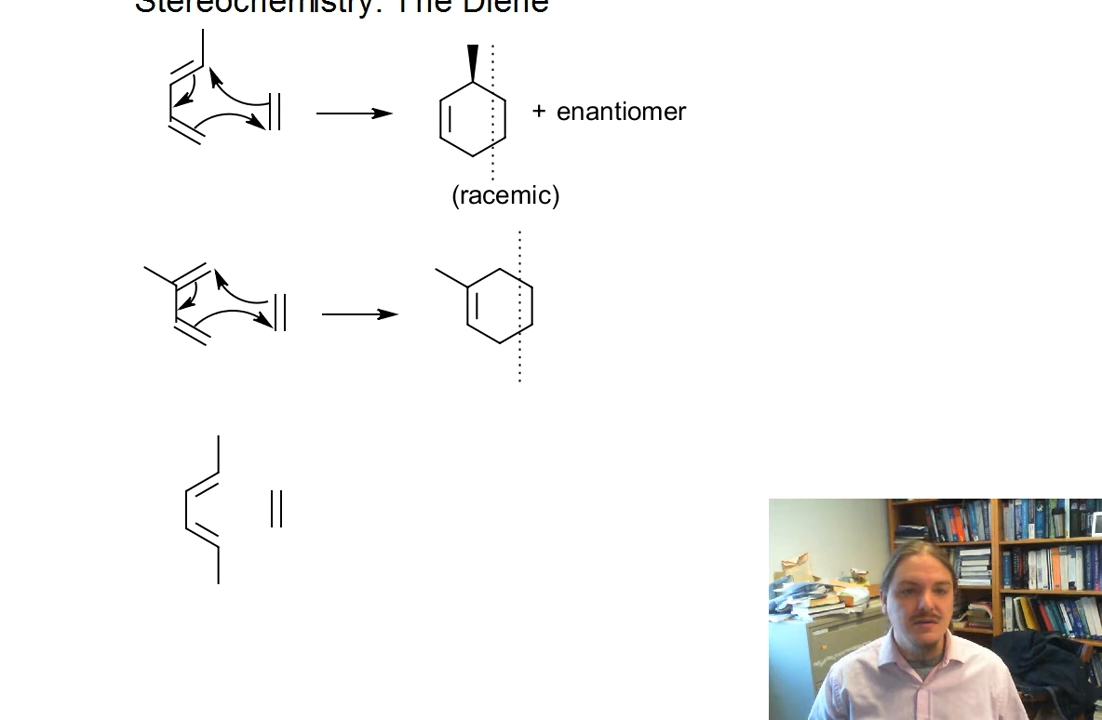 Stereochemistry: The Diene
+ enantiomer
(racemic)